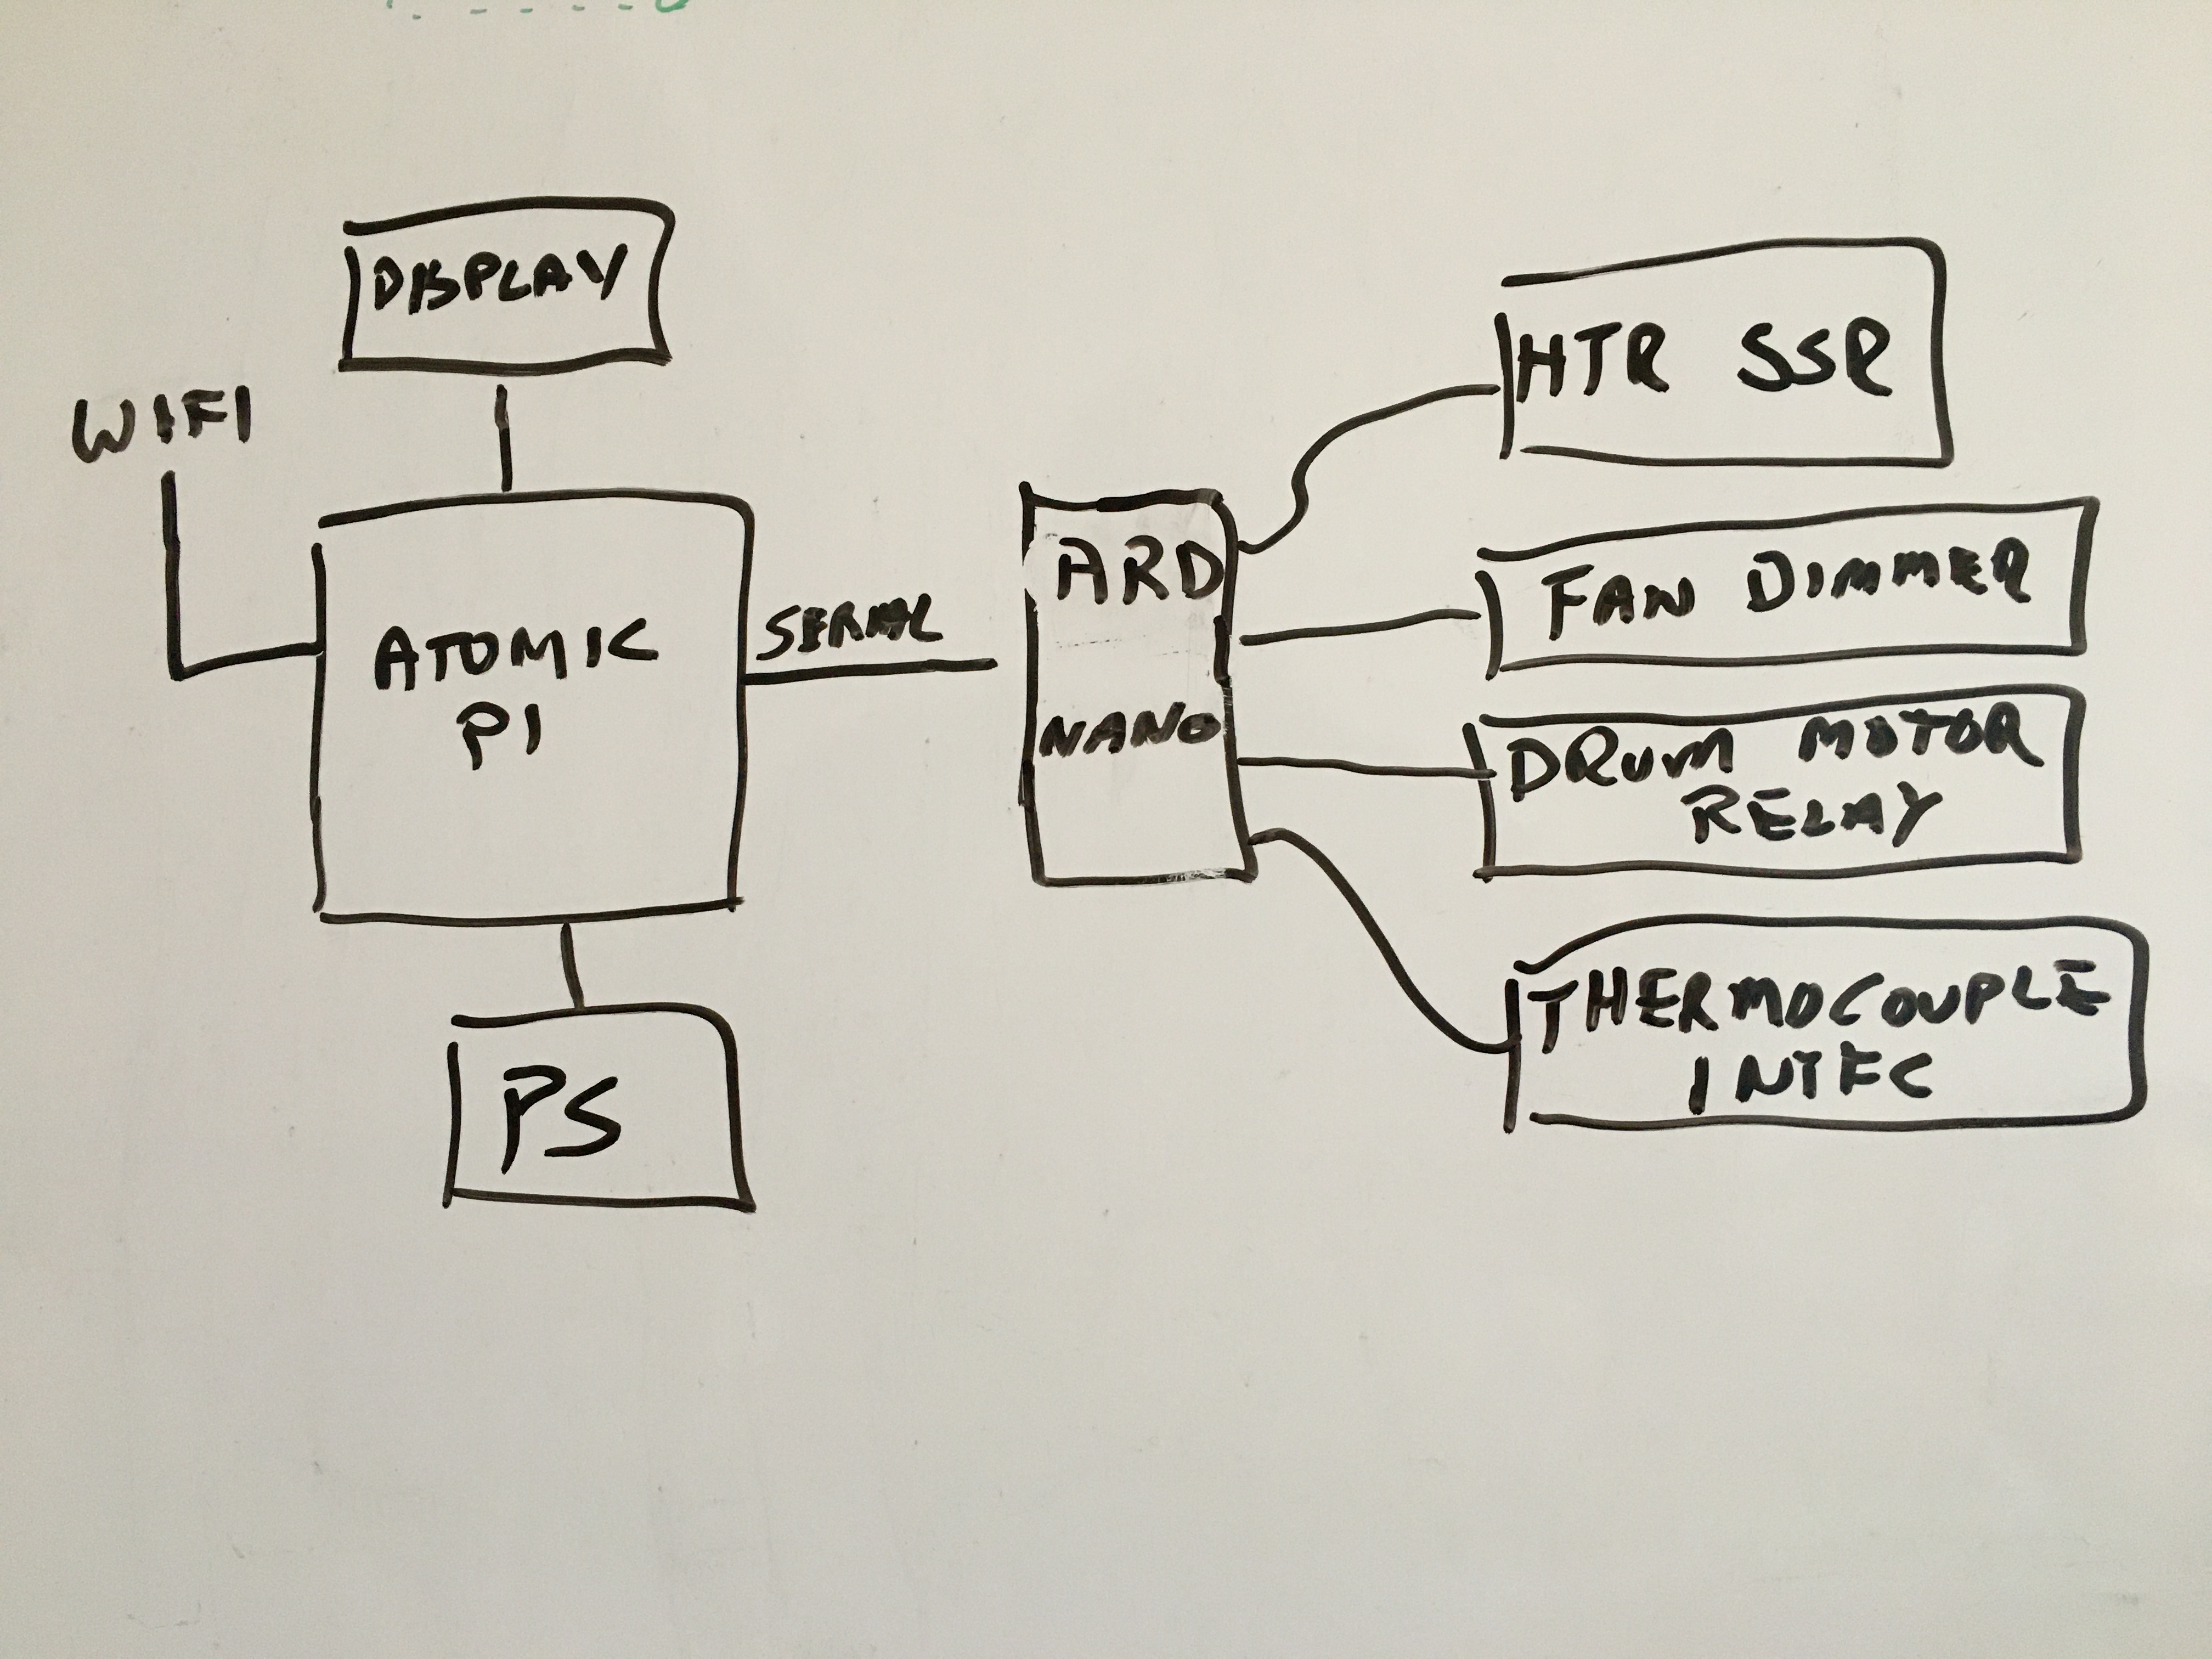 DISPLAY
WIFI
ATOMIC
PI
SERIAL
ARD
NANO
HTR SSR
FAN DIMMER
DRUM MOTOR
RELAY
THERMOCOUPLE
INTFC
PS